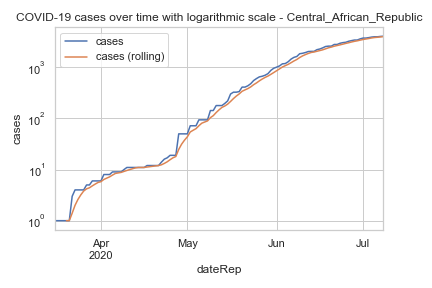 COVID-19 cases over time with logarithmic scale - Central_African_Republic
cases
cases (rolling)
10³
10²
10¹
10⁰
cases
Apr
2020
May
Jun
Jul
dateRep